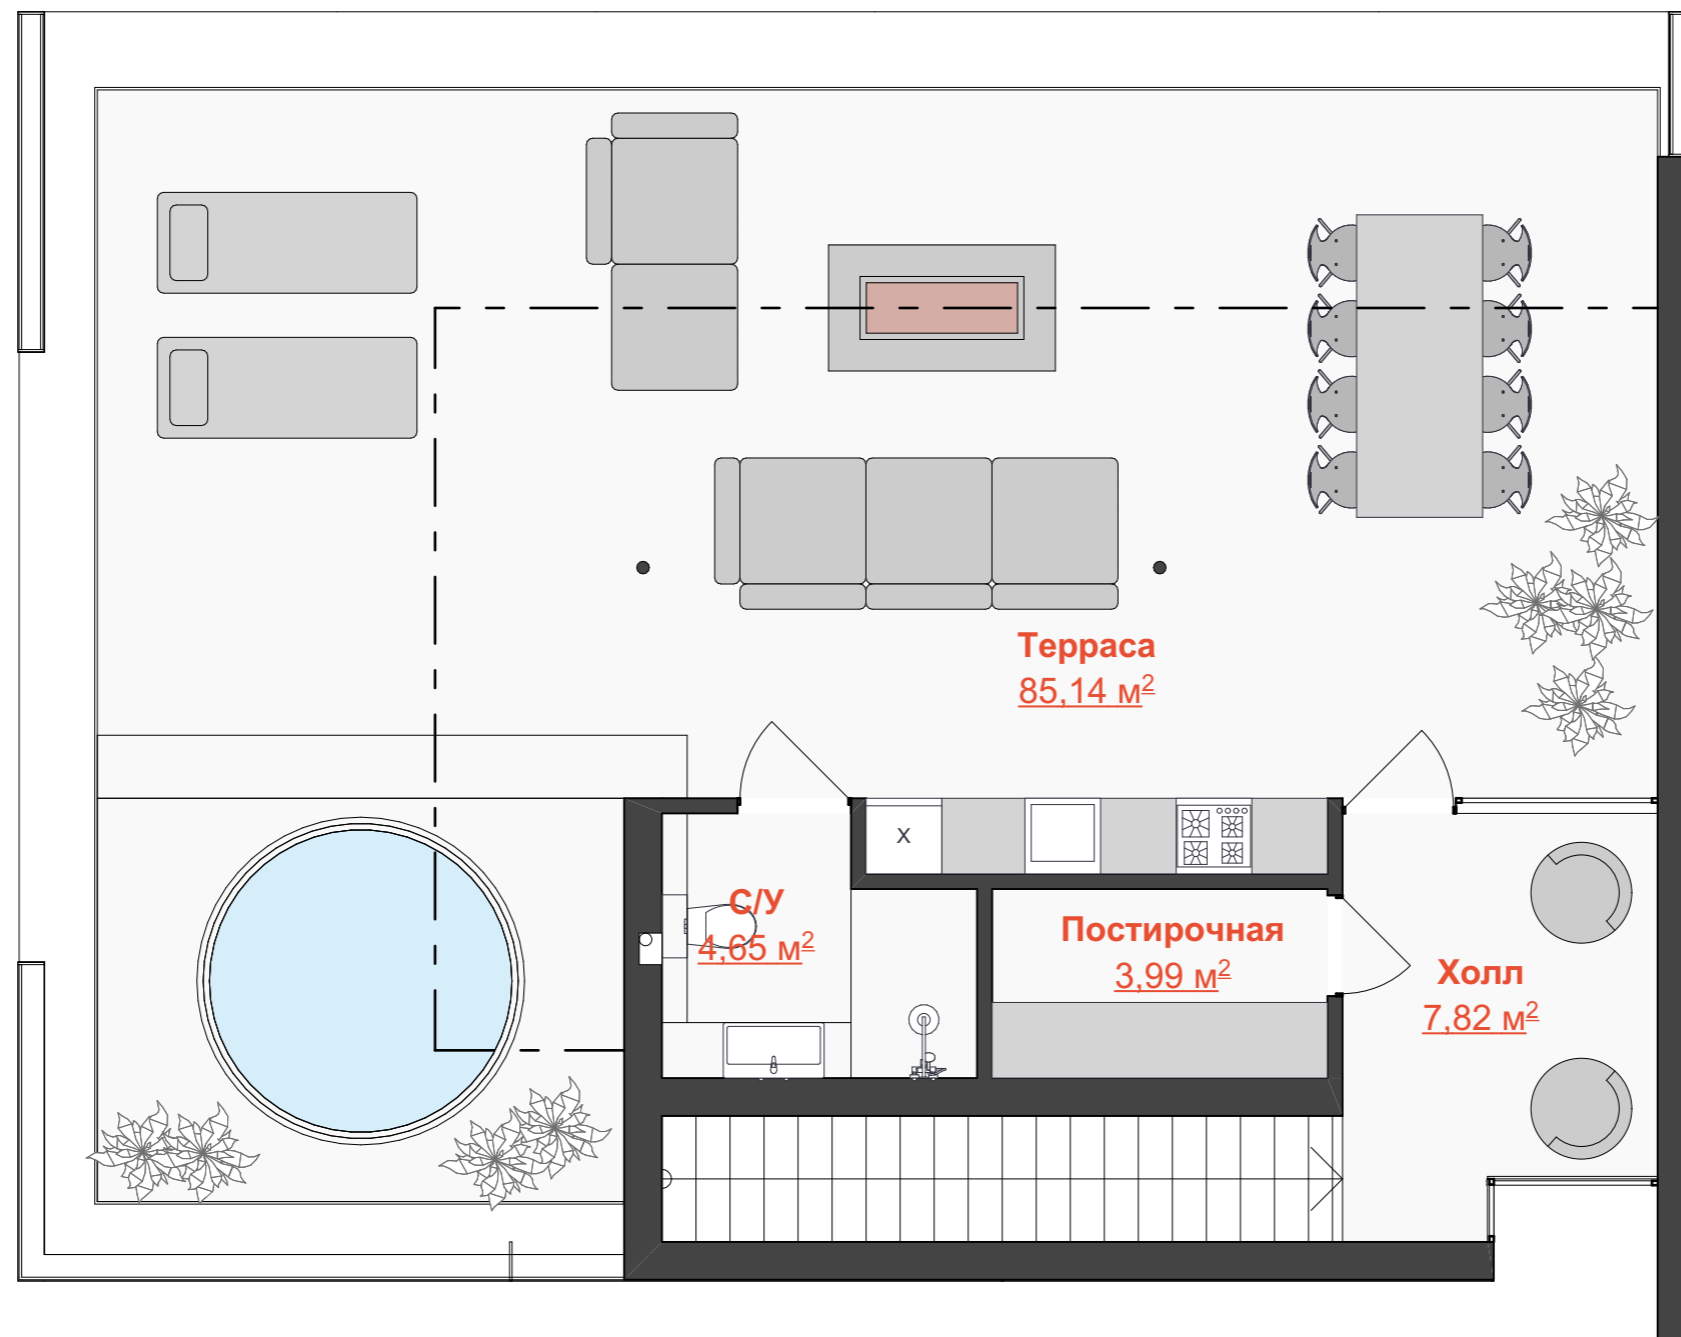 Терраса
85,14 м²
X
С/У
4,65 м²
Постирочная
3,99 м²
Холл
7,82 м²